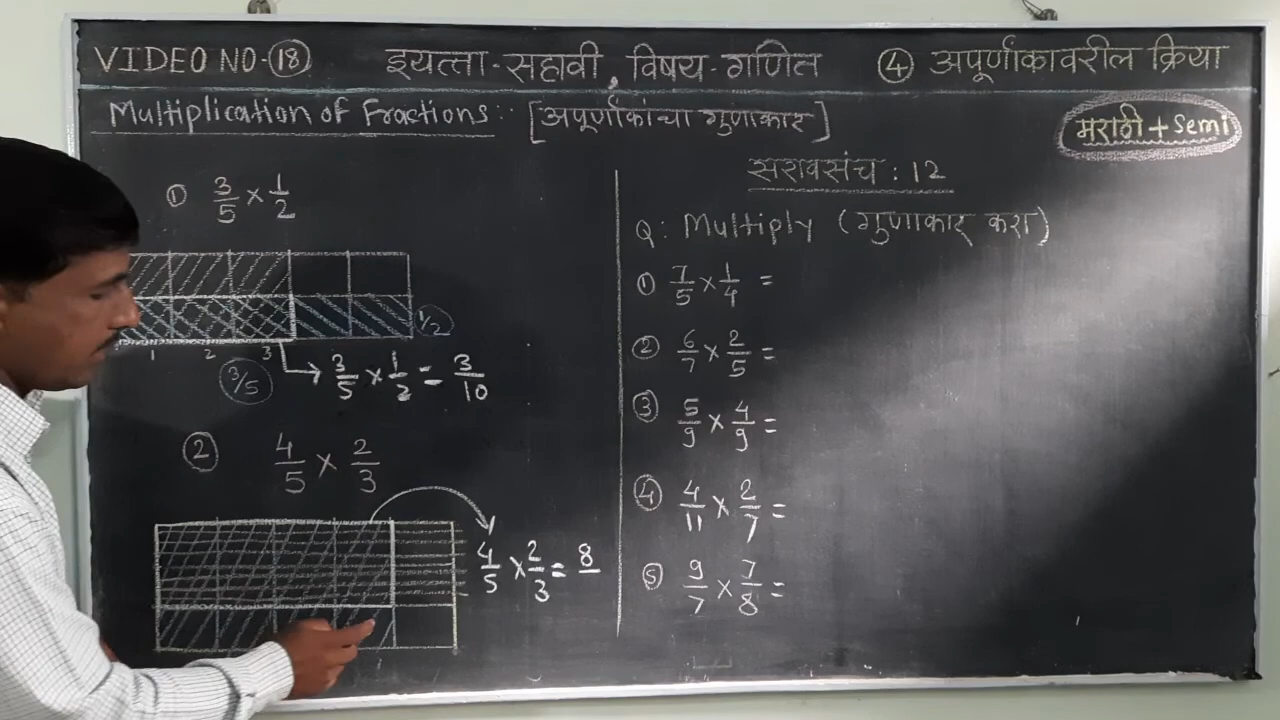 VIDEO NO-18 इयत्ता-सहावी, विषय-गणित ④ अपूर्णांकावरील क्रिया
Multiplication of Fractions: [अपूर्णांकांचा गुणाकार]
मराठी + Semi
① 3/5 × 1/2
1/2
1 2 3
3/5
3/5 × 1/2 = 3/10
② 4/5 × 2/3
4/5 × 2/3 = 8
सरावसंच : 12
Q: Multiply (गुणाकार करा)
① 7/5 × 1/4 =
② 6/7 × 2/5 =
③ 5/9 × 4/9 =
④ 4/11 × 2/7 =
⑤ 9/7 × 7/8 =